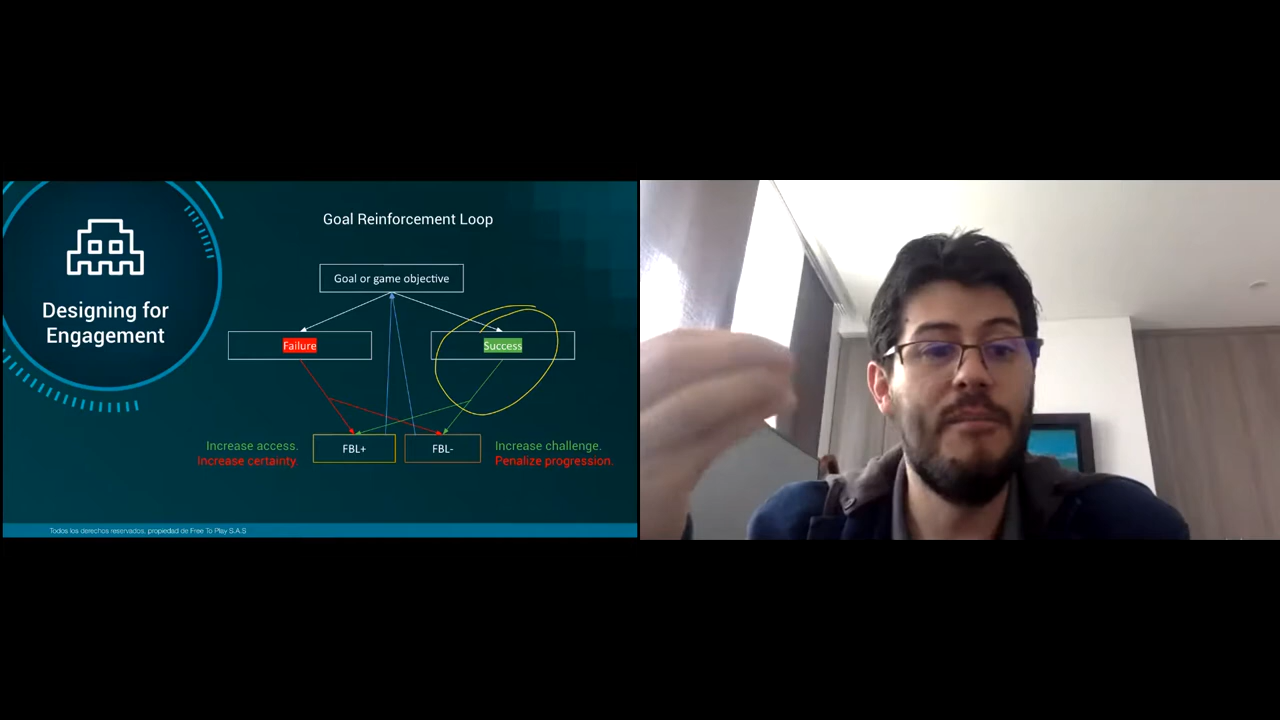 Goal Reinforcement Loop
Goal or game objective
Designing for
Engagement
Failure
Success
Increase access.
Increase certainty.
FBL+
FBL-
Increase challenge.
Penalize progression.
Todos los derechos reservados, propiedad de Free To Play S.A.S